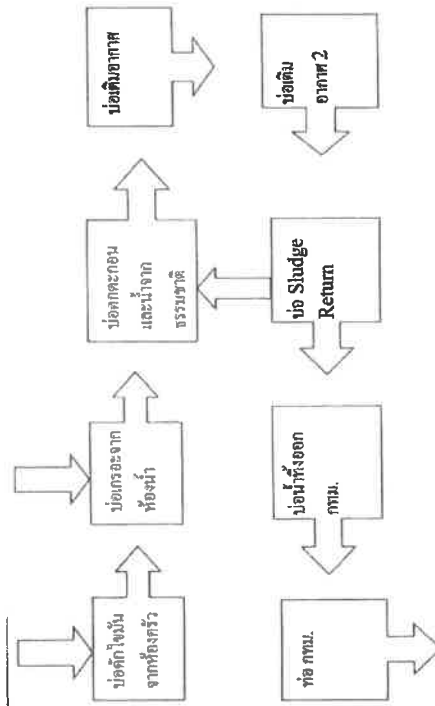 บ่อดักไขมัน
จากห้องครัว
บ่อเกรอะจาก
ห้องน้ำ
บ่อตกตะกอน
และน้ำจาก
ธรรมชาติ
บ่อเติมอากาศ
บ่อเติม
อากาศ 2
บ่อ Sludge
Return
บ่อน้ำทิ้งออก
กทม.
ท่อ กทม.